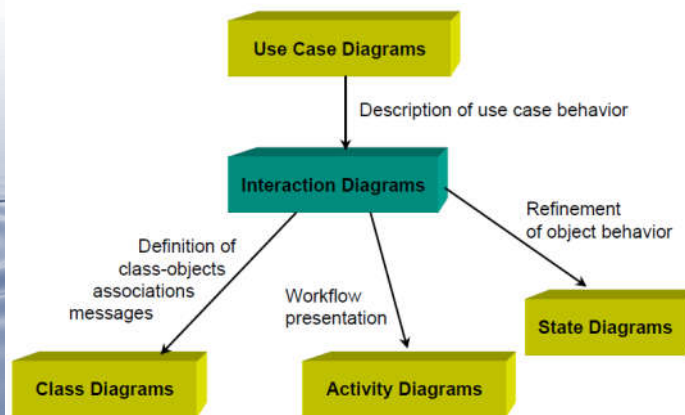 Use Case Diagrams
Description of use case behavior
Interaction Diagrams
Refinement
of object behavior
Definition of
class-objects
associations
messages
Workflow
presentation
State Diagrams
Class Diagrams
Activity Diagrams